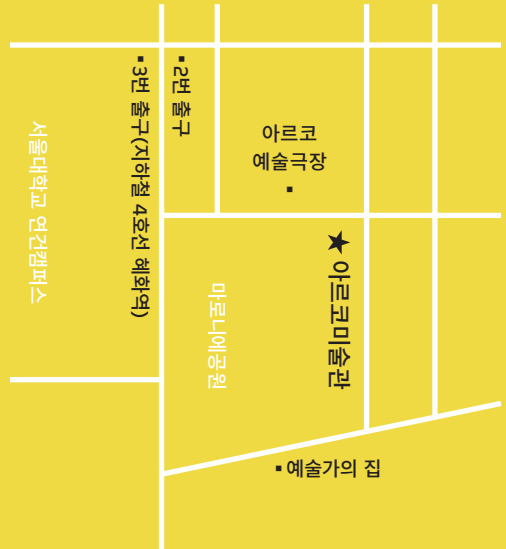 2번 출구
3번 출구(지하철 4호선 혜화역)
아르코
예술극장
서울대학교 연건캠퍼스
마로니에공원
★아르코미술관
예술가의 집